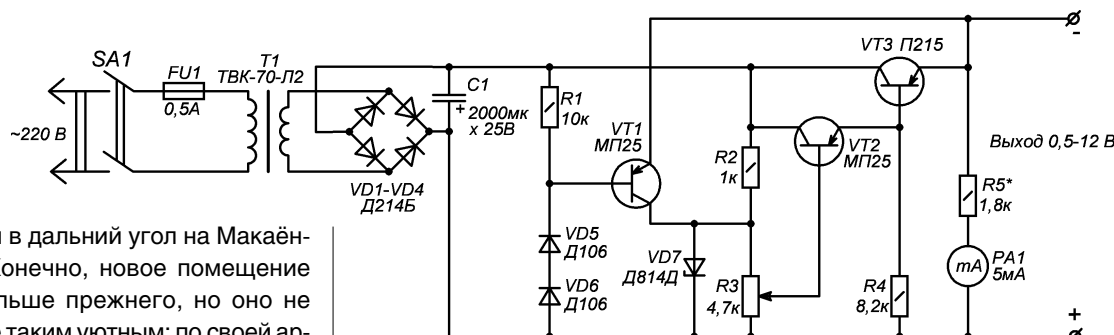 SA1
FU1
0,5А
T1
ТВК-70-Л2
~220 В
VD1-VD4
Д214Б
C1
+ 2000мк
х 25В
R1
10к
VT1
МП25
VD5
Д106
VD6
Д106
VD7
Д814Д
R2
1к
R3
4,7к
VT2
МП25
VT3 П215
R4
8,2к
-
Выход 0,5-12 В
R5*
1,8к
mA
PA1
5мА
+
в дальний угол на Макаён-
Конечно, новое помещение
льше прежнего, но оно не
таким уютным: по своей ар-